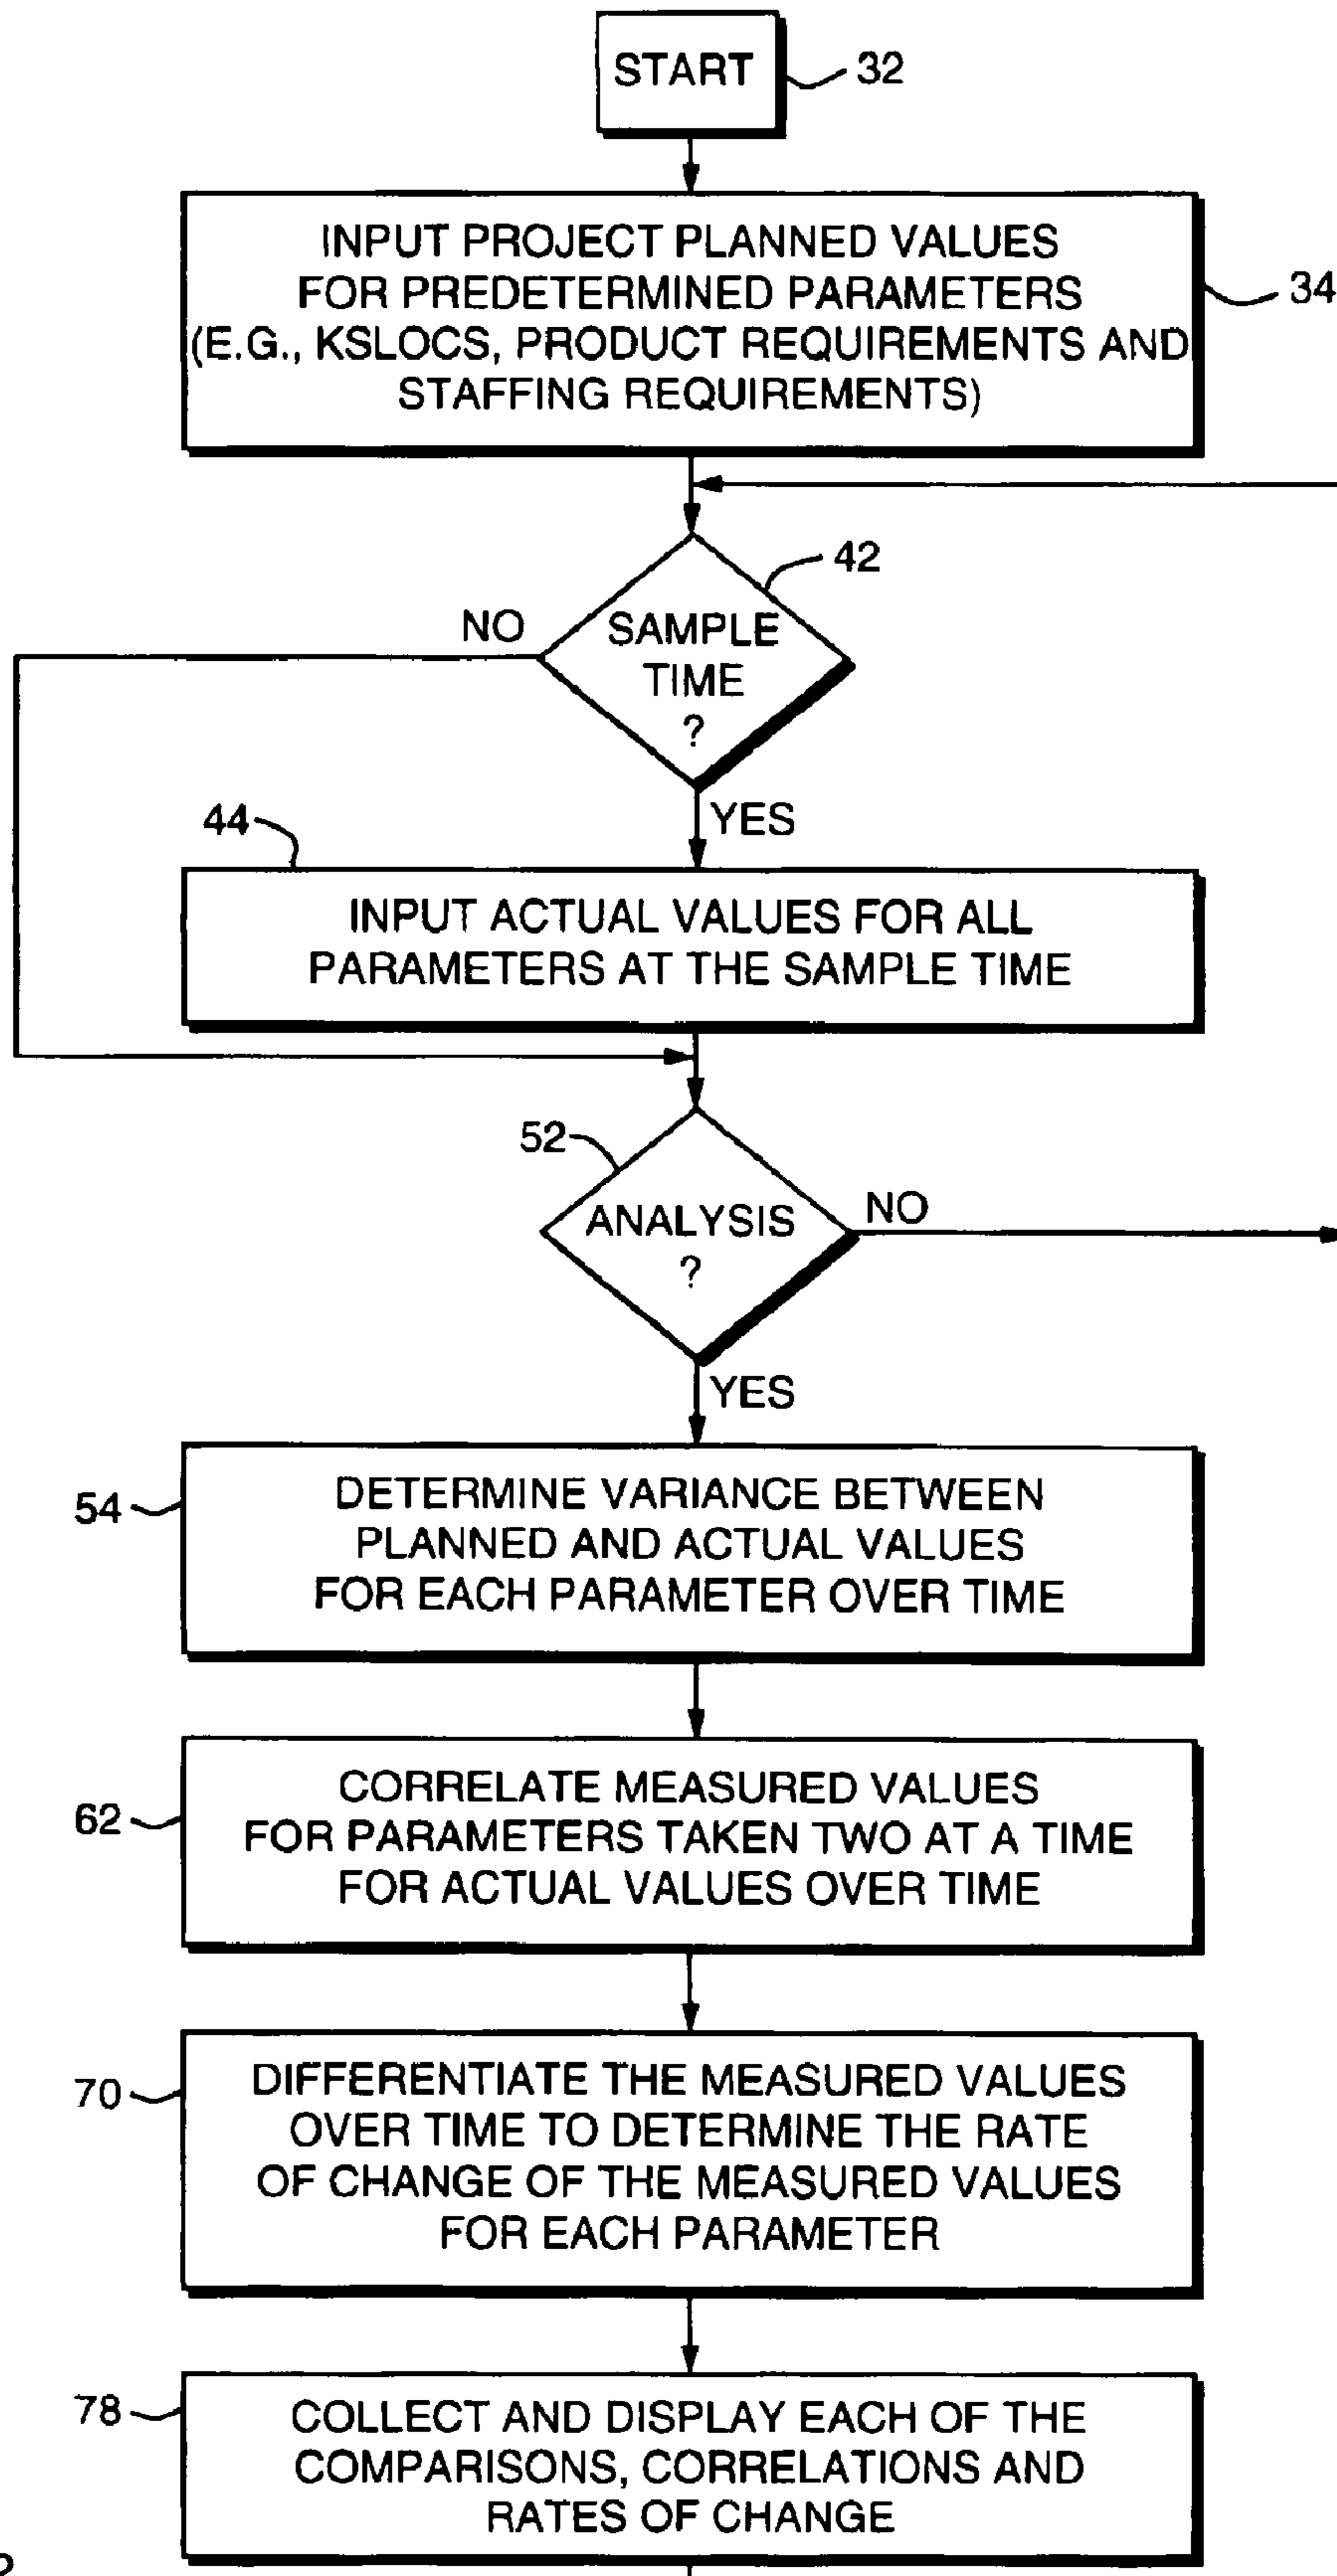 START
32
INPUT PROJECT PLANNED VALUES
FOR PREDETERMINED PARAMETERS
(E.G., KSLOCS, PRODUCT REQUIREMENTS AND
STAFFING REQUIREMENTS)
34
42
SAMPLE
TIME
?
NO
YES
44
INPUT ACTUAL VALUES FOR ALL
PARAMETERS AT THE SAMPLE TIME
52
ANALYSIS
?
NO
YES
54
DETERMINE VARIANCE BETWEEN
PLANNED AND ACTUAL VALUES
FOR EACH PARAMETER OVER TIME
62
CORRELATE MEASURED VALUES
FOR PARAMETERS TAKEN TWO AT A TIME
FOR ACTUAL VALUES OVER TIME
70
DIFFERENTIATE THE MEASURED VALUES
OVER TIME TO DETERMINE THE RATE
OF CHANGE OF THE MEASURED VALUES
FOR EACH PARAMETER
78
COLLECT AND DISPLAY EACH OF THE
COMPARISONS, CORRELATIONS AND
RATES OF CHANGE